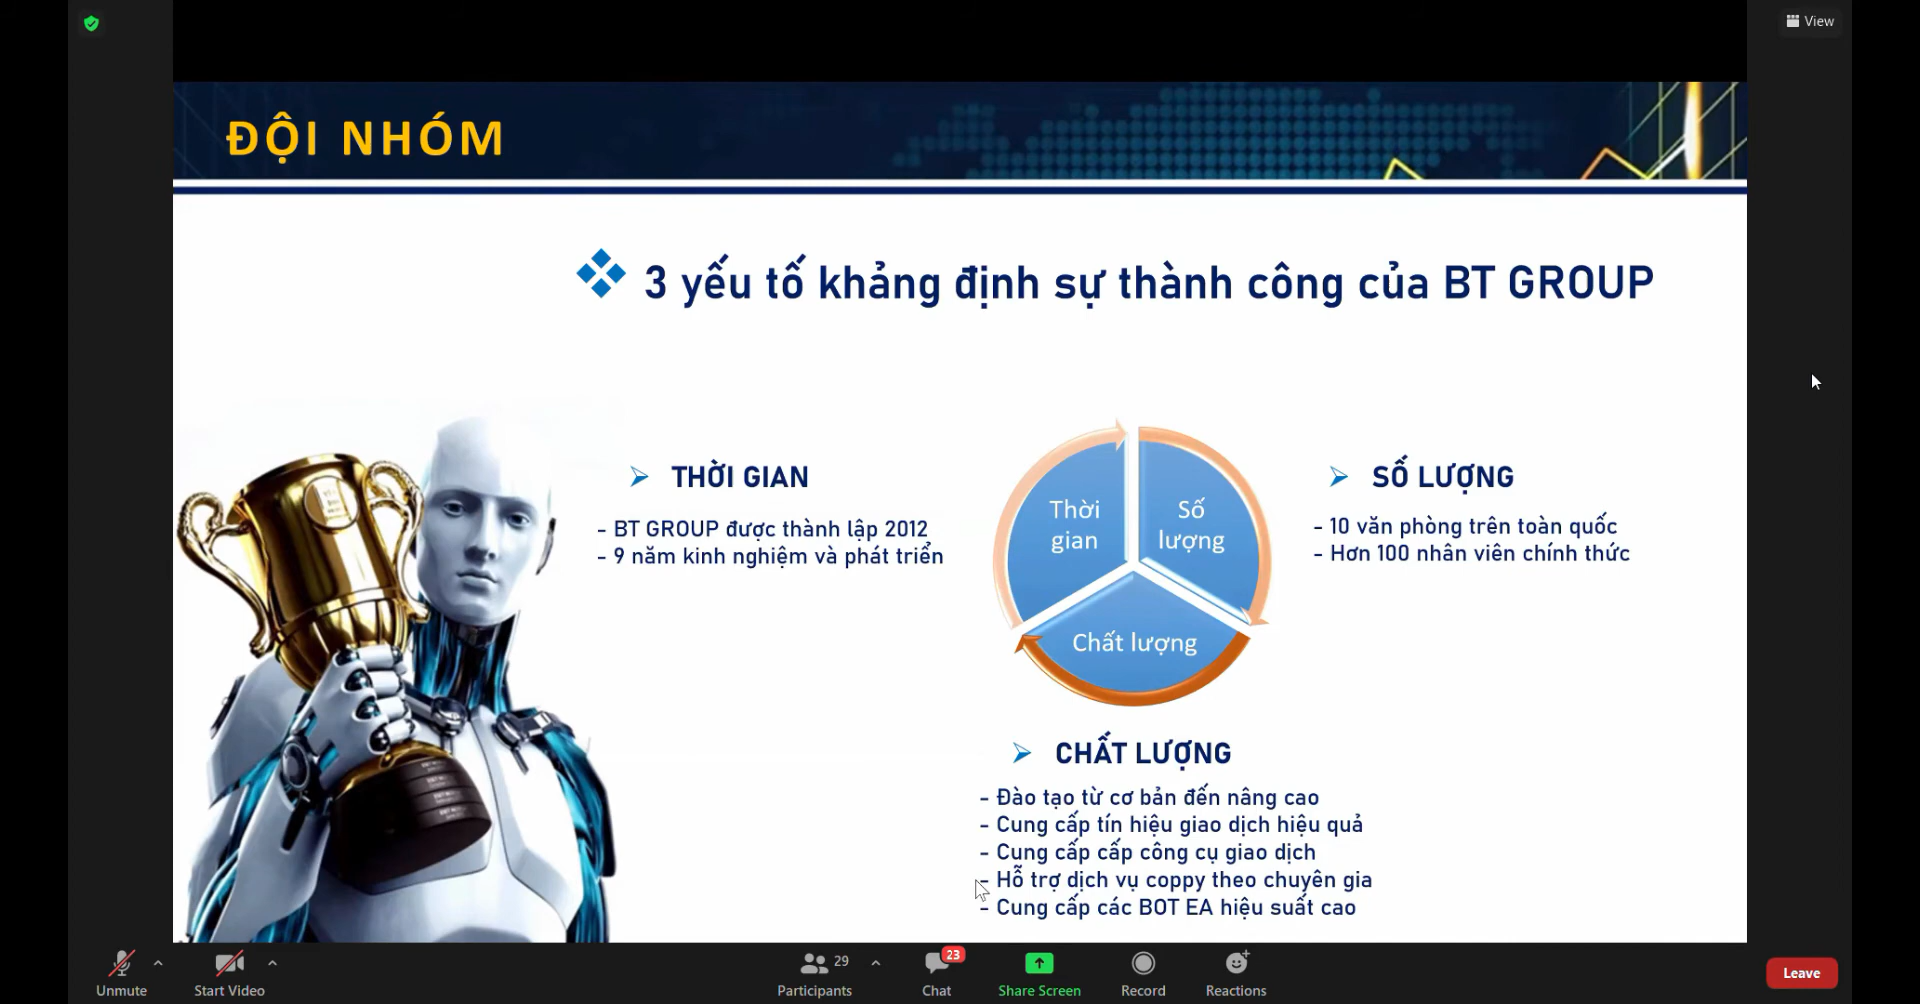 View
ĐỘI NHÓM
3 yếu tố khảng định sự thành công của BT GROUP
THỜI GIAN
- BT GROUP được thành lập 2012
- 9 năm kinh nghiệm và phát triển
Thời
gian
Số
lượng
Chất lượng
SỐ LƯỢNG
- 10 văn phòng trên toàn quốc
- Hơn 100 nhân viên chính thức
CHẤT LƯỢNG
- Đào tạo từ cơ bản đến nâng cao
- Cung cấp tín hiệu giao dịch hiệu quả
- Cung cấp cấp công cụ giao dịch
- Hỗ trợ dịch vụ coppy theo chuyên gia
- Cung cấp các BOT EA hiệu suất cao
Unmute
Start Video
29
Participants
23
Chat
Share Screen
Record
Reactions
Leave